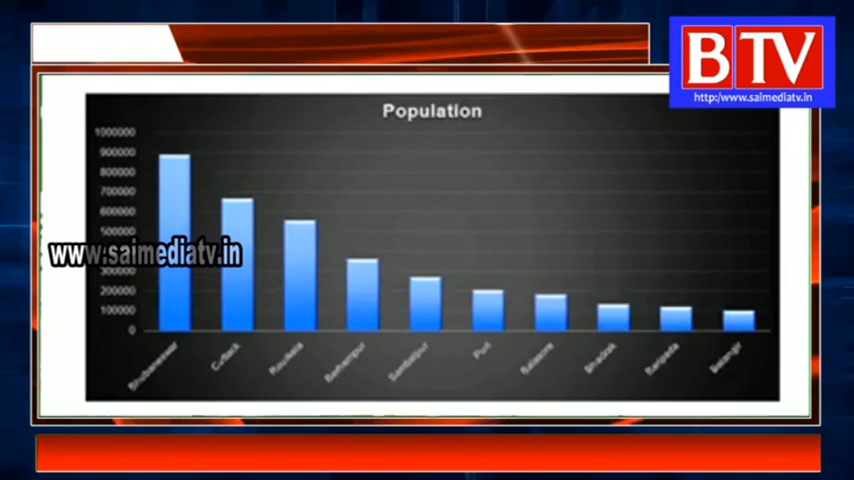 BTV
http:/www.saimediatv.in
Population
1000000
900000
800000
700000
600000
500000
www.saimediatv.in
300000
200000
100000
0
Bhubaneswar
Cuttack
Rourkela
Berhampur
Sambalpur
Puri
Balasore
Bhadrak
Baripada
Balangir